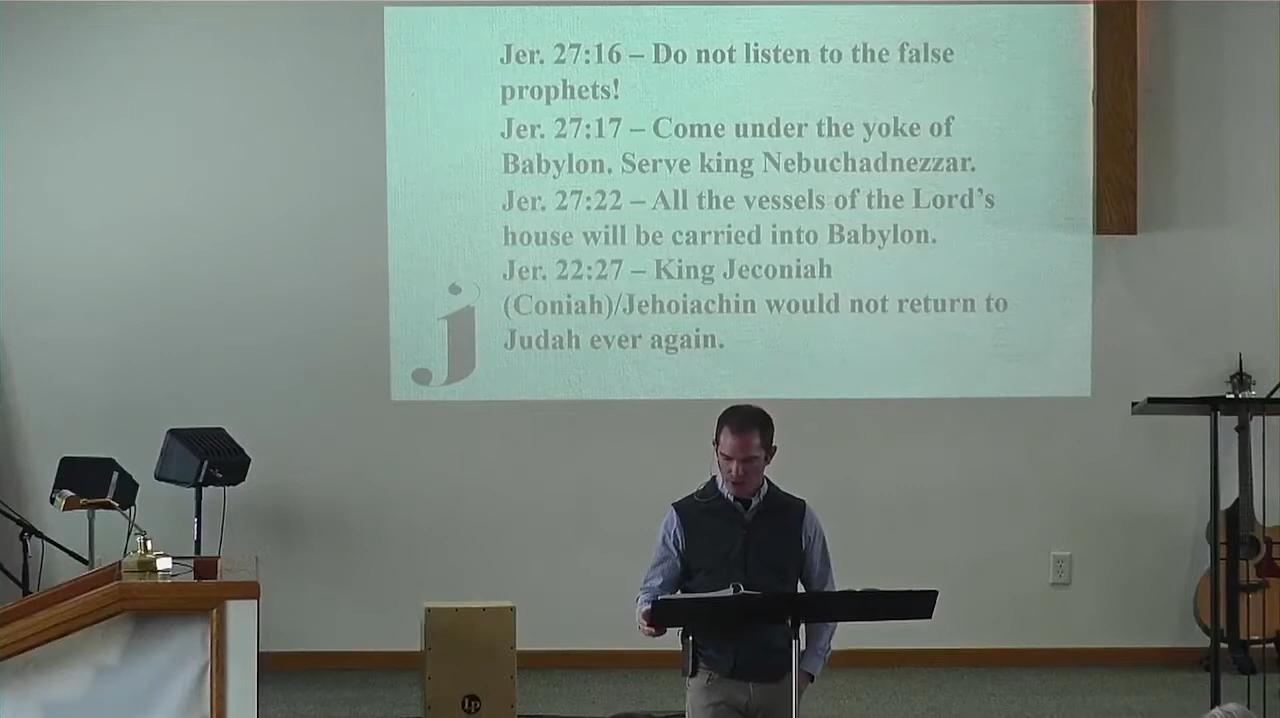 Jer. 27:16 – Do not listen to the false
prophets!
Jer. 27:17 – Come under the yoke of
Babylon. Serve king Nebuchadnezzar.
Jer. 27:22 – All the vessels of the Lord’s
house will be carried into Babylon.
Jer. 22:27 – King Jeconiah
(Coniah)/Jehoiachin would not return to
Judah ever again.
j
LP